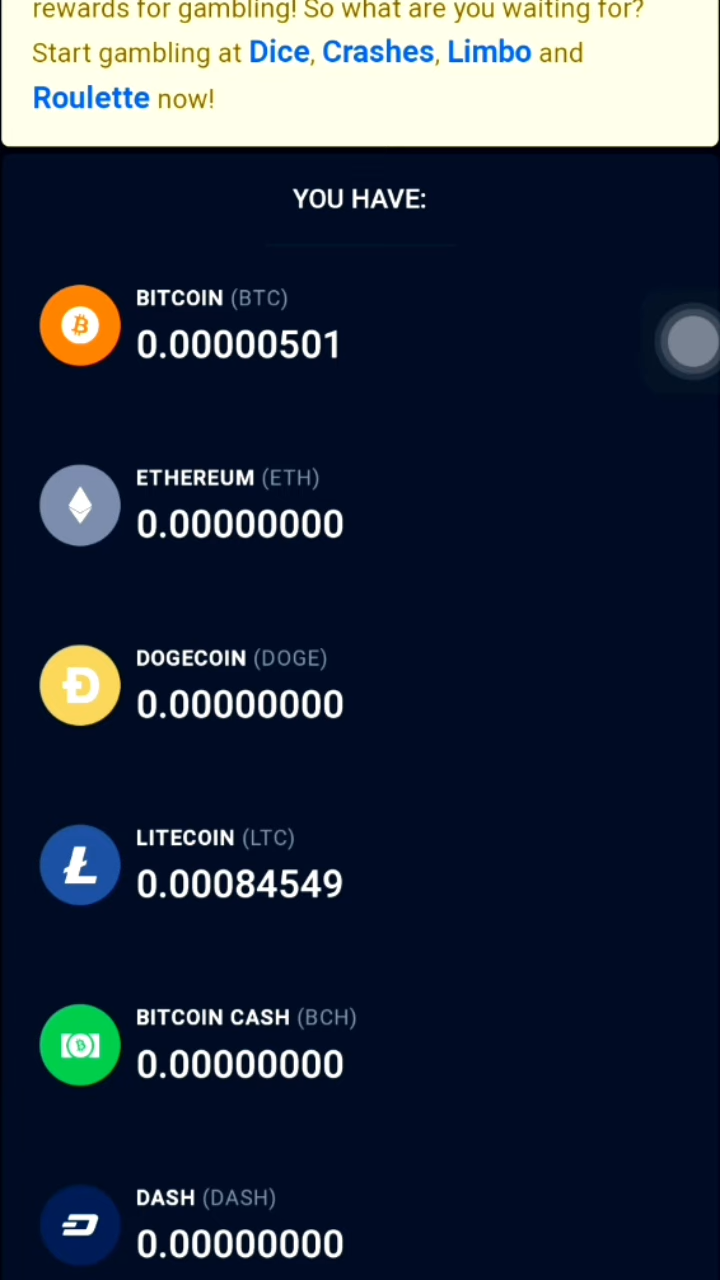 rewards for gambling! So what are you waiting for?
Start gambling at Dice, Crashes, Limbo and
Roulette now!
YOU HAVE:
BITCOIN (BTC)
0.00000501
ETHEREUM (ETH)
0.00000000
DOGECOIN (DOGE)
0.00000000
LITECOIN (LTC)
0.00084549
BITCOIN CASH (BCH)
0.00000000
DASH (DASH)
0.00000000